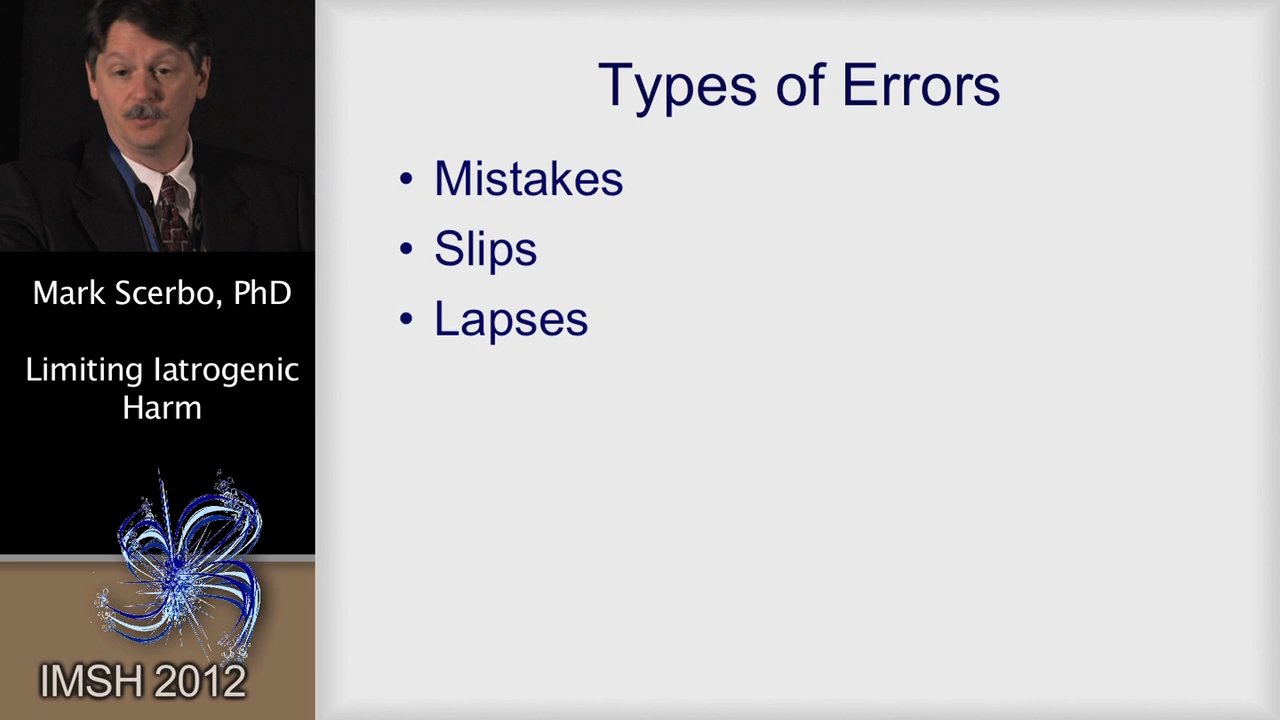 Types of Errors
• Mistakes
• Slips
• Lapses
Mark Scerbo, PhD
Limiting Iatrogenic
Harm
IMSH 2012